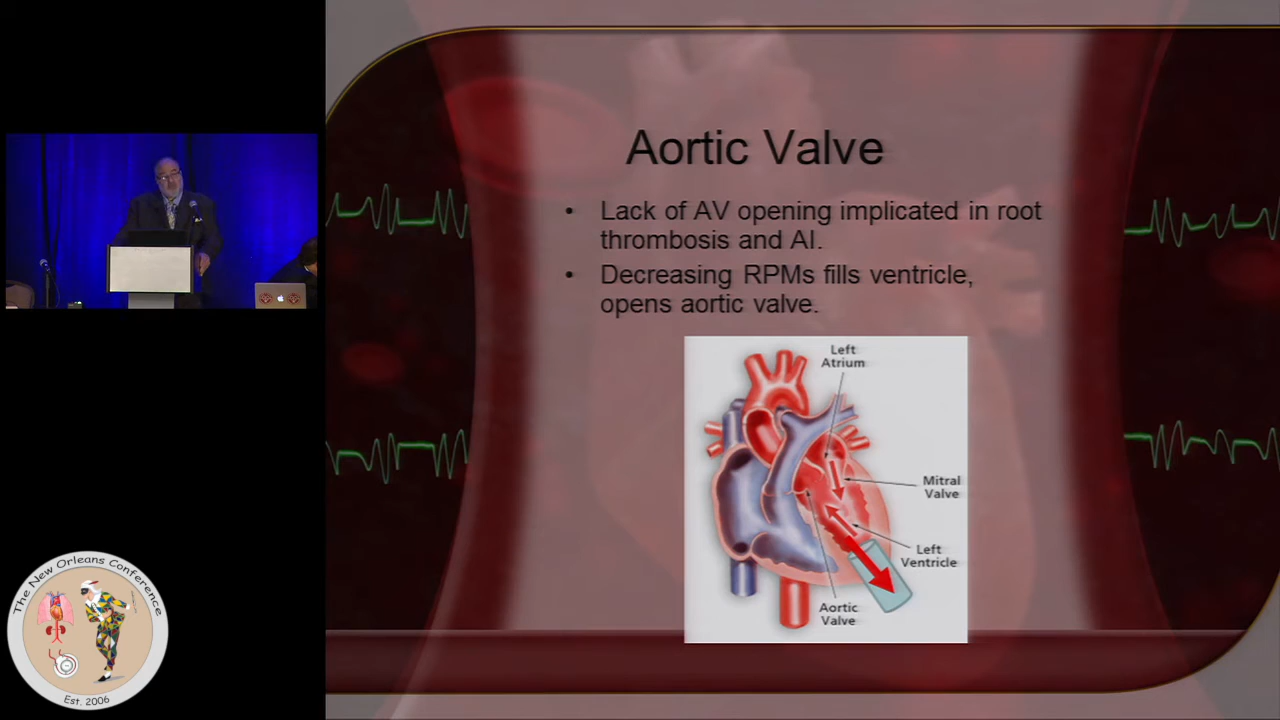 Aortic Valve
• Lack of AV opening implicated in root
thrombosis and AI.
• Decreasing RPMs fills ventricle,
opens aortic valve.
Left
Atrium
Mitral
Valve
Left
Ventricle
Aortic
Valve
The New Orleans Conference
Est. 2006